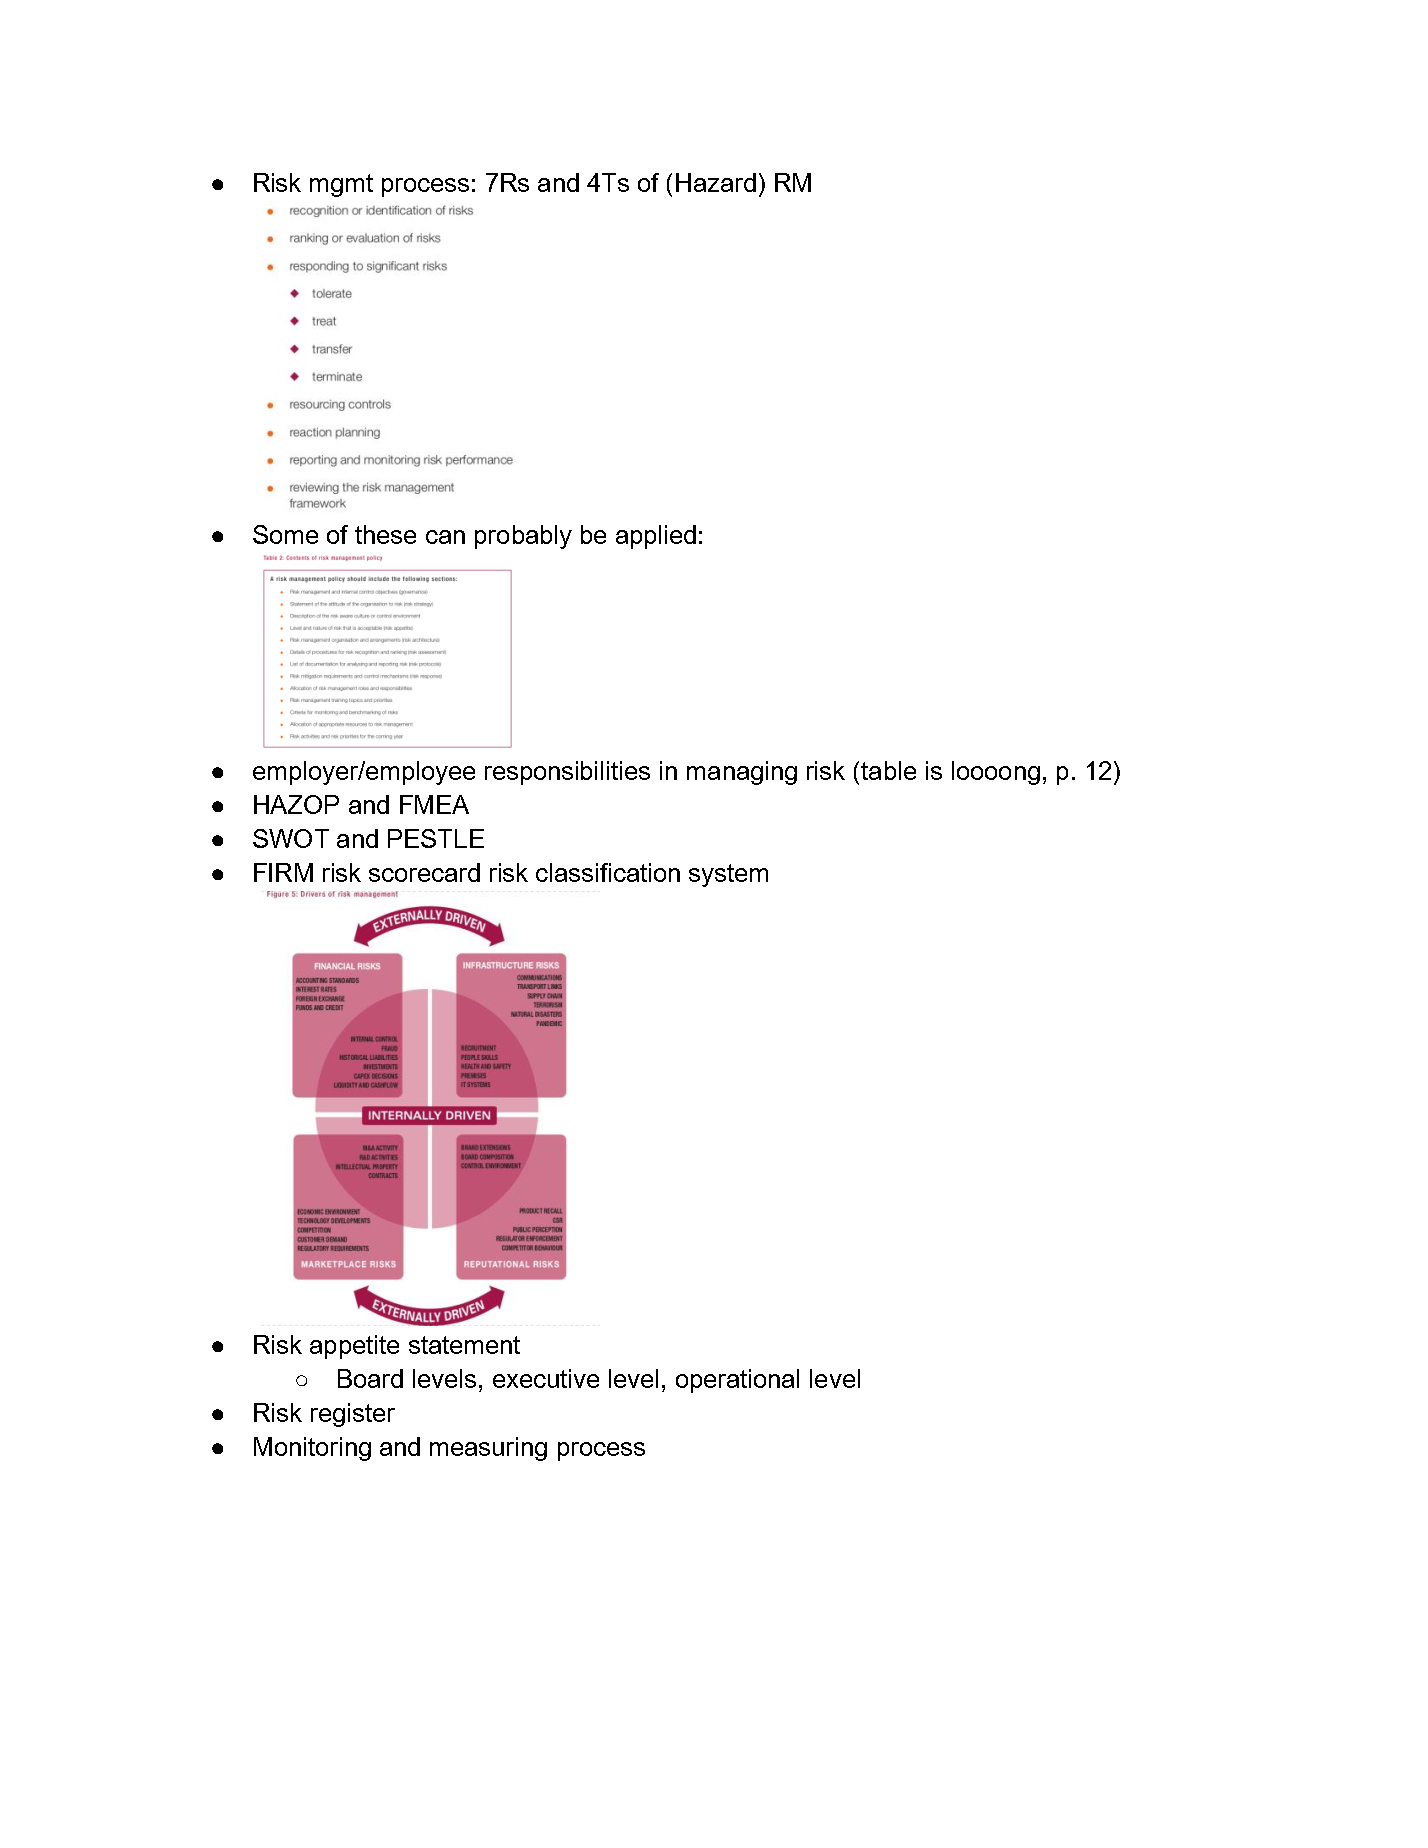 ● Risk mgmt process: 7Rs and 4Ts of (Hazard) RM
• recognition or identification of risks
• ranking or evaluation of risks
• responding to significant risks
◆ tolerate
◆ treat
◆ transfer
◆ terminate
• resourcing controls
• reaction planning
• reporting and monitoring risk performance
• reviewing the risk management
framework
● Some of these can probably be applied:
Table 2: Contents of risk management policy
A risk management policy should include the following sections:
• Risk management and internal control objectives (governance)
• Statement of the attitude of the organisation to risk (risk strategy)
• Description of the risk aware culture or control environment
• Level and nature of risk that is acceptable (risk appetite)
• Risk management organisation and arrangements (risk architecture)
• Details of procedures for risk recognition and ranking (risk assessment)
• List of documentation for analysing and reporting risk (risk protocols)
• Risk mitigation requirements and control mechanisms (risk response)
• Allocation of risk management roles and responsibilities
• Risk management training topics and priorities
• Criteria for monitoring and benchmarking of risks
• Allocation of appropriate resources to risk management
• Risk activities and risk priorities for the coming year
● employer/employee responsibilities in managing risk (table is loooong, p. 12)
● HAZOP and FMEA
● SWOT and PESTLE
● FIRM risk scorecard risk classification system
Figure 5: Drivers of risk management
EXTERNALLY DRIVEN
FINANCIAL RISKS
ACCOUNTING STANDARDS
INTEREST RATES
FOREIGN EXCHANGE
FUNDS AND CREDIT
INTERNAL CONTROL
FRAUD
HISTORICAL LIABILITIES
INVESTMENTS
CAPEX DECISIONS
LIQUIDITY AND CASHFLOW
INFRASTRUCTURE RISKS
COMMUNICATIONS
TRANSPORT LINKS
SUPPLY CHAIN
TERRORISM
NATURAL DISASTERS
PANDEMIC
RECRUITMENT
PEOPLE SKILLS
HEALTH AND SAFETY
PREMISES
IT SYSTEMS
INTERNALLY DRIVEN
M&A ACTIVITY
R&D ACTIVITIES
INTELLECTUAL PROPERTY
CONTRACTS
ECONOMIC ENVIRONMENT
TECHNOLOGY DEVELOPMENTS
COMPETITION
CUSTOMER DEMAND
REGULATORY REQUIREMENTS
MARKETPLACE RISKS
BRAND EXTENSIONS
BOARD COMPOSITION
CONTROL ENVIRONMENT
PRODUCT RECALL
CSR
PUBLIC PERCEPTION
REGULATOR ENFORCEMENT
COMPETITOR BEHAVIOUR
REPUTATIONAL RISKS
EXTERNALLY DRIVEN
● Risk appetite statement
○ Board levels, executive level, operational level
● Risk register
● Monitoring and measuring process